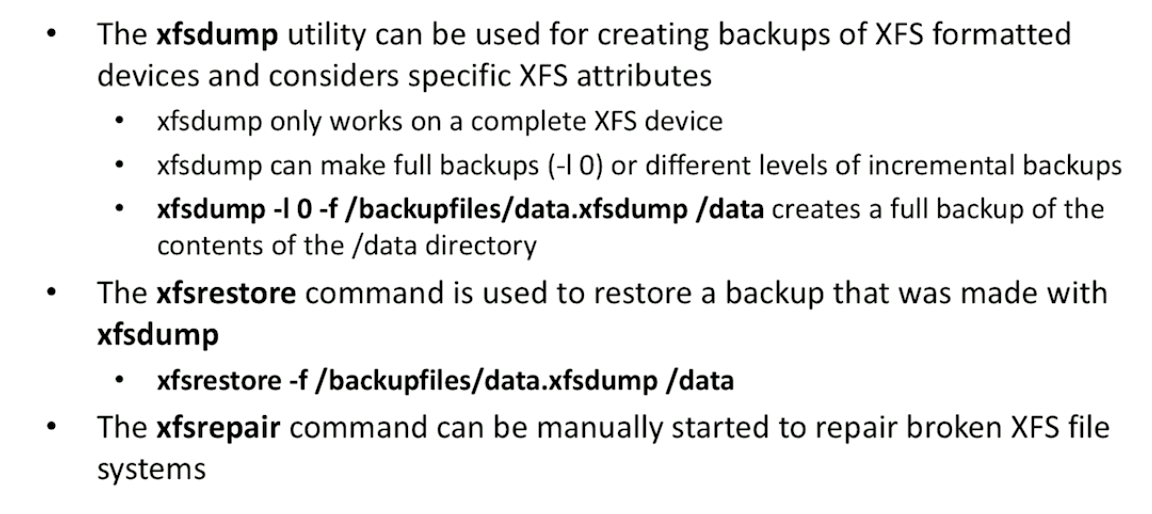 • The xfsdump utility can be used for creating backups of XFS formatted
devices and considers specific XFS attributes
• xfsdump only works on a complete XFS device
• xfsdump can make full backups (-l 0) or different levels of incremental backups
• xfsdump -l 0 -f /backupfiles/data.xfsdump /data creates a full backup of the
contents of the /data directory
• The xfsrestore command is used to restore a backup that was made with
xfsdump
• xfsrestore -f /backupfiles/data.xfsdump /data
• The xfsrepair command can be manually started to repair broken XFS file
systems